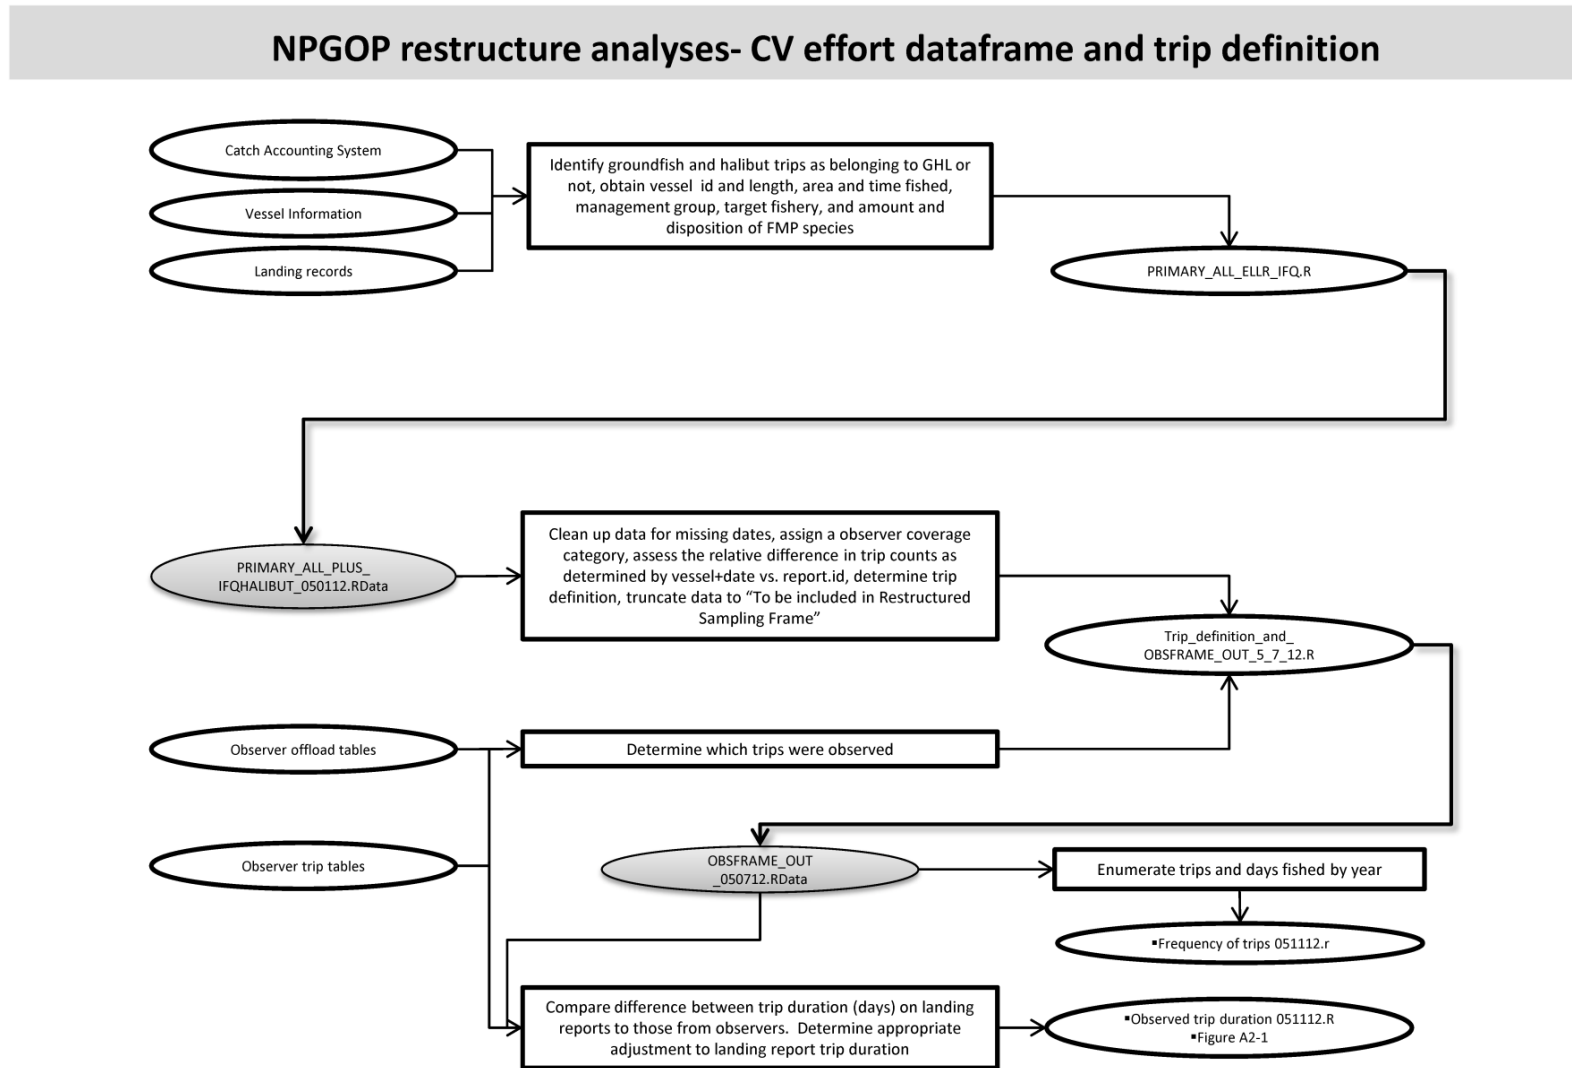 NPGOP restructure analyses- CV effort dataframe and trip definition
Catch Accounting System
Vessel Information
Landing records
Identify groundfish and halibut trips as belonging to GHL or
not, obtain vessel id and length, area and time fished,
management group, target fishery, and amount and
disposition of FMP species
PRIMARY_ALL_ELLR_IFQ.R
PRIMARY_ALL_PLUS_
IFQHALIBUT_050112.RData
Clean up data for missing dates, assign a observer coverage
category, assess the relative difference in trip counts as
determined by vessel+date vs. report.id, determine trip
definition, truncate data to “To be included in Restructured
Sampling Frame”
Trip_definition_and_
OBSFRAME_OUT_5_7_12.R
Observer offload tables
Determine which trips were observed
Observer trip tables
OBSFRAME_OUT
_050712.RData
Enumerate trips and days fished by year
▪Frequency of trips 051112.r
Compare difference between trip duration (days) on landing
reports to those from observers.  Determine appropriate
adjustment to landing report trip duration
▪Observed trip duration 051112.R
▪Figure A2-1